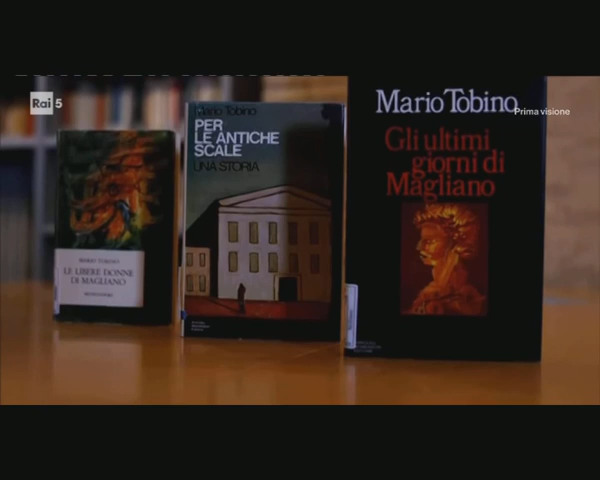 Rai 5
Prima visione
MARIO TOBINO
LE LIBERE DONNE
DI MAGLIANO
MONDADORI
Mario Tobino
PER
LE ANTICHE
SCALE
UNA STORIA
Mario Tobino
Gli ultimi
giorni di
Magliano